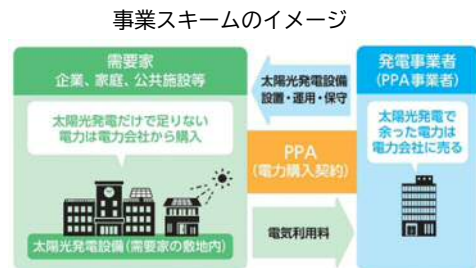 事業スキームのイメージ
需要家
企業、家庭、公共施設等
太陽光発電だけで足りない
電力は電力会社から購入
太陽光発電設備(需要家の敷地内)
太陽光発電設備
設置・運用・保守
PPA
(電力購入契約)
電気利用料
発電事業者
(PPA事業者)
太陽光発電で
余った電力は
電力会社に売る